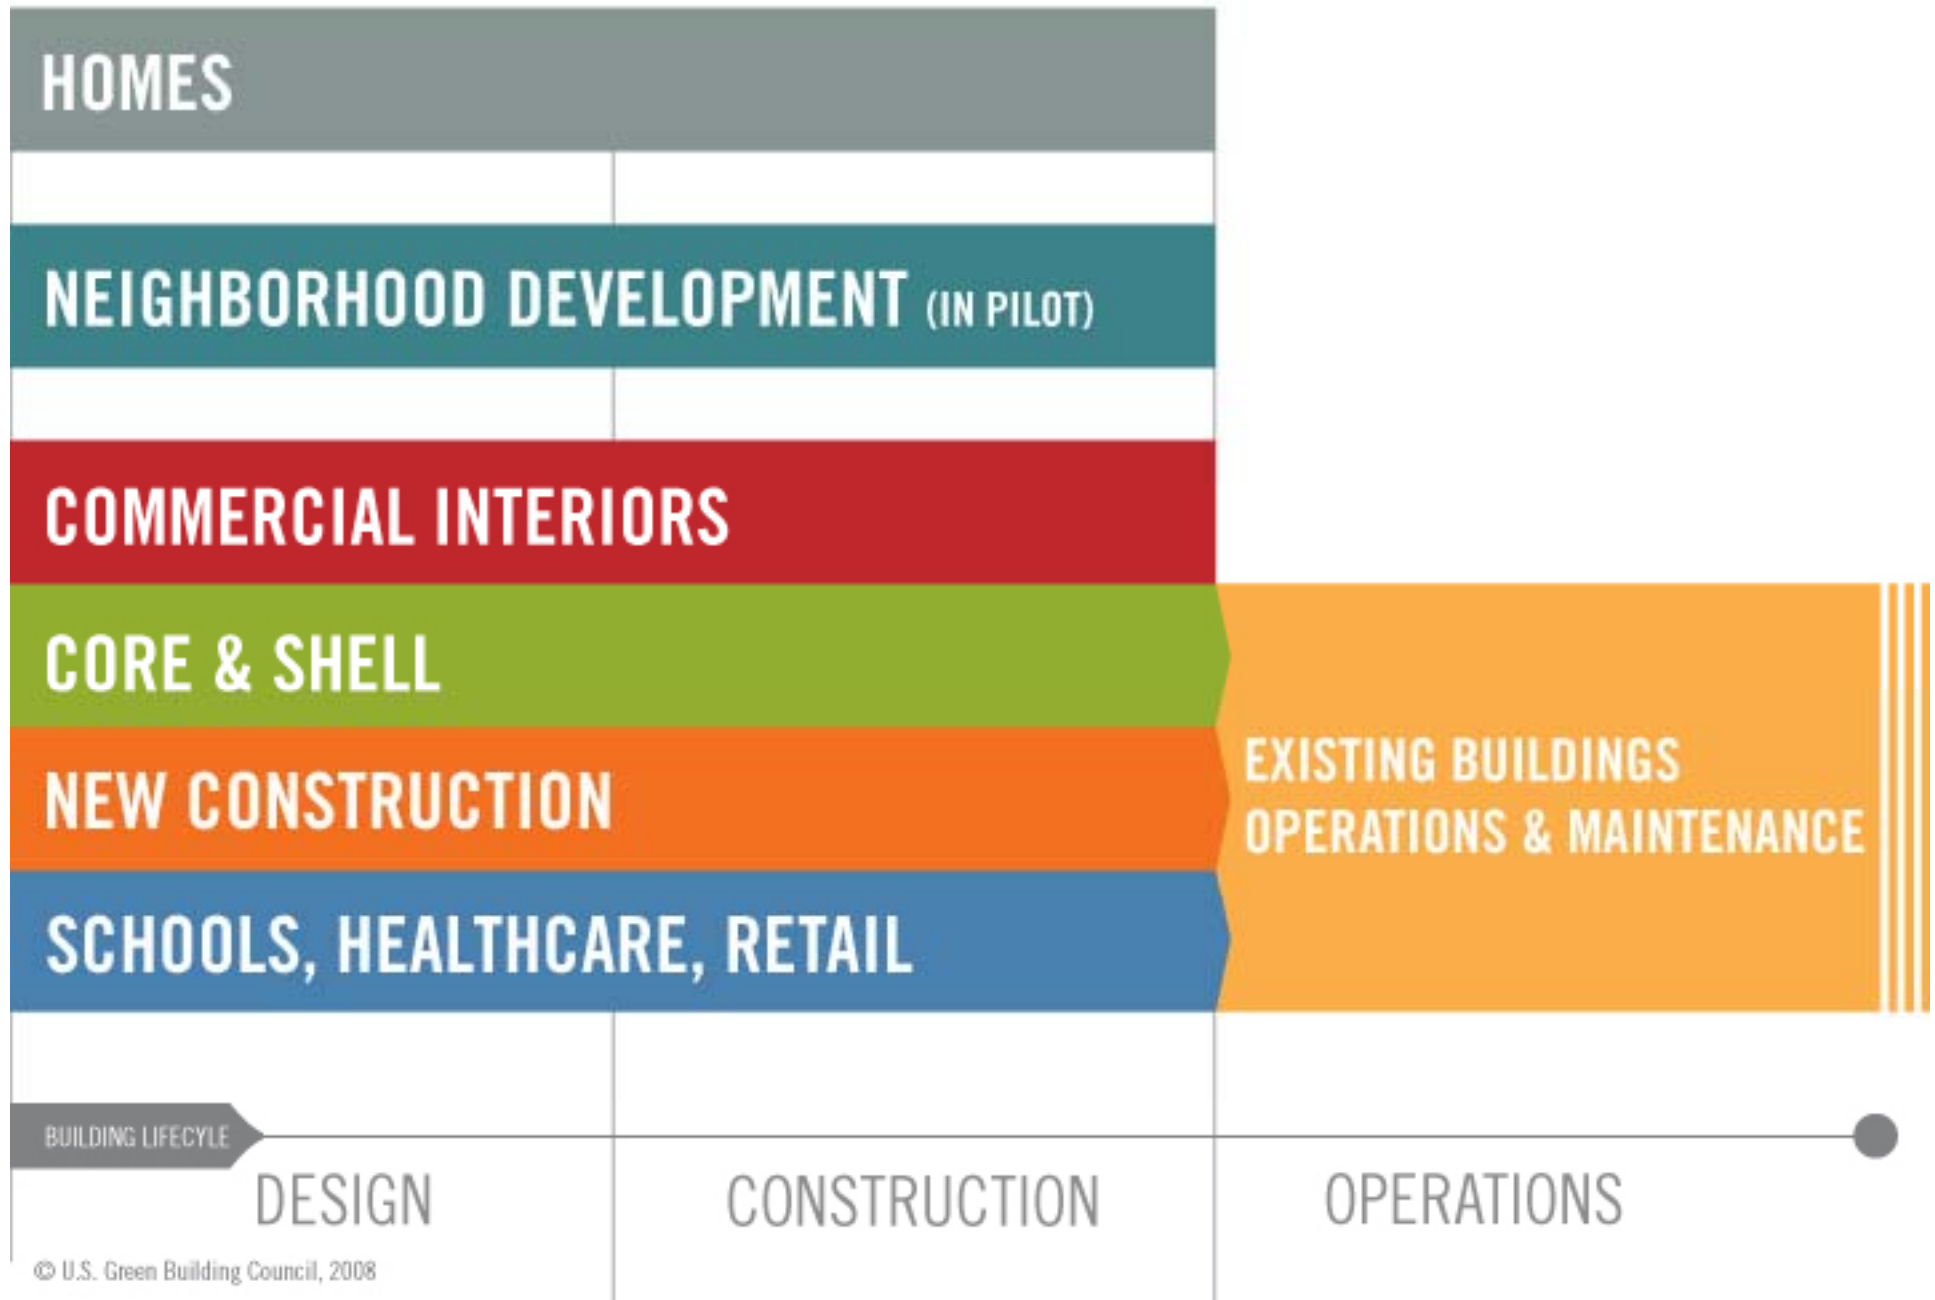 HOMES
NEIGHBORHOOD DEVELOPMENT (IN PILOT)
COMMERCIAL INTERIORS
CORE & SHELL
NEW CONSTRUCTION
SCHOOLS, HEALTHCARE, RETAIL
EXISTING BUILDINGS
OPERATIONS & MAINTENANCE
BUILDING LIFECYLE
DESIGN
CONSTRUCTION
OPERATIONS
© U.S. Green Building Council, 2008